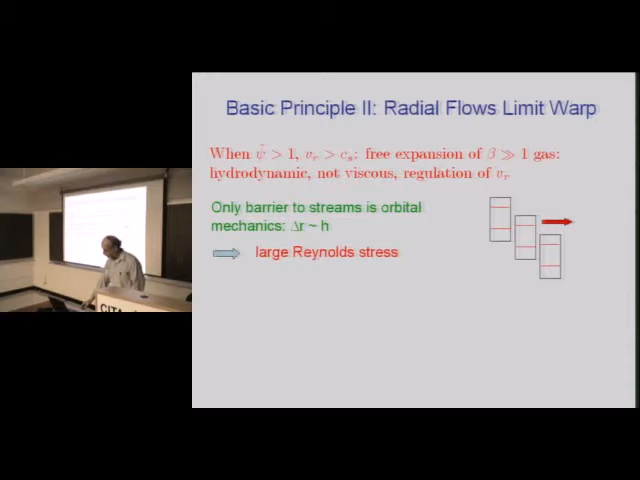 Basic Principle II: Radial Flows Limit Warp
When ψ̂ > 1, v_r > c_s: free expansion of β ≫ 1 gas:
hydrodynamic, not viscous, regulation of v_r
Only barrier to streams is orbital
mechanics: Δr ~ h
large Reynolds stress
CITA